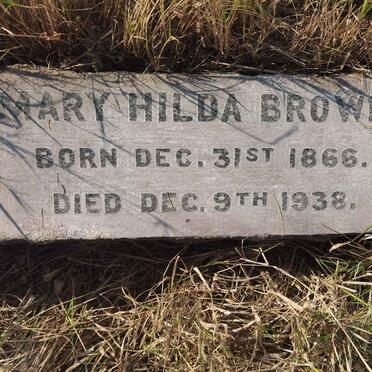 MARY HILDA BROW
BORN DEC. 31ST 1866.
DIED DEC. 9TH 1938.